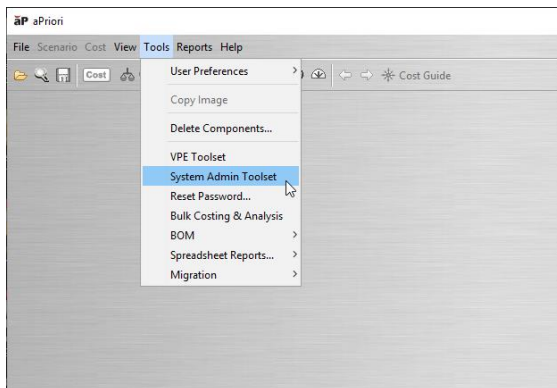 āP aPriori
File Scenario Cost View Tools Reports Help
Cost
Cost Guide
User Preferences
Copy Image
Delete Components...
VPE Toolset
System Admin Toolset
Reset Password...
Bulk Costing & Analysis
BOM
Spreadsheet Reports...
Migration